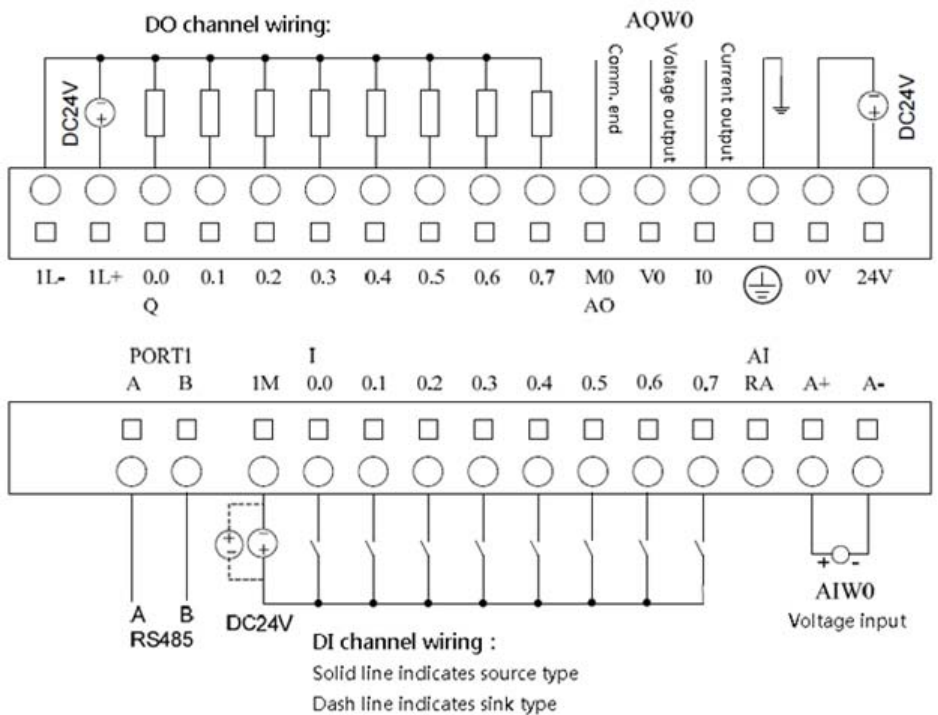 DO channel wiring:
AQW0
DC24V
Comm. end
Voltage output
Current output
DC24V
1L- 1L+ 0.0 0.1 0.2 0.3 0.4 0.5 0.6 0.7 M0 V0 I0 0V 24V
Q AO
PORT1 I AI
A B 1M 0.0 0.1 0.2 0.3 0.4 0.5 0.6 0.7 RA A+ A-
A B
RS485
DC24V
AIW0
Voltage input
DI channel wiring :
Solid line indicates source type
Dash line indicates sink type